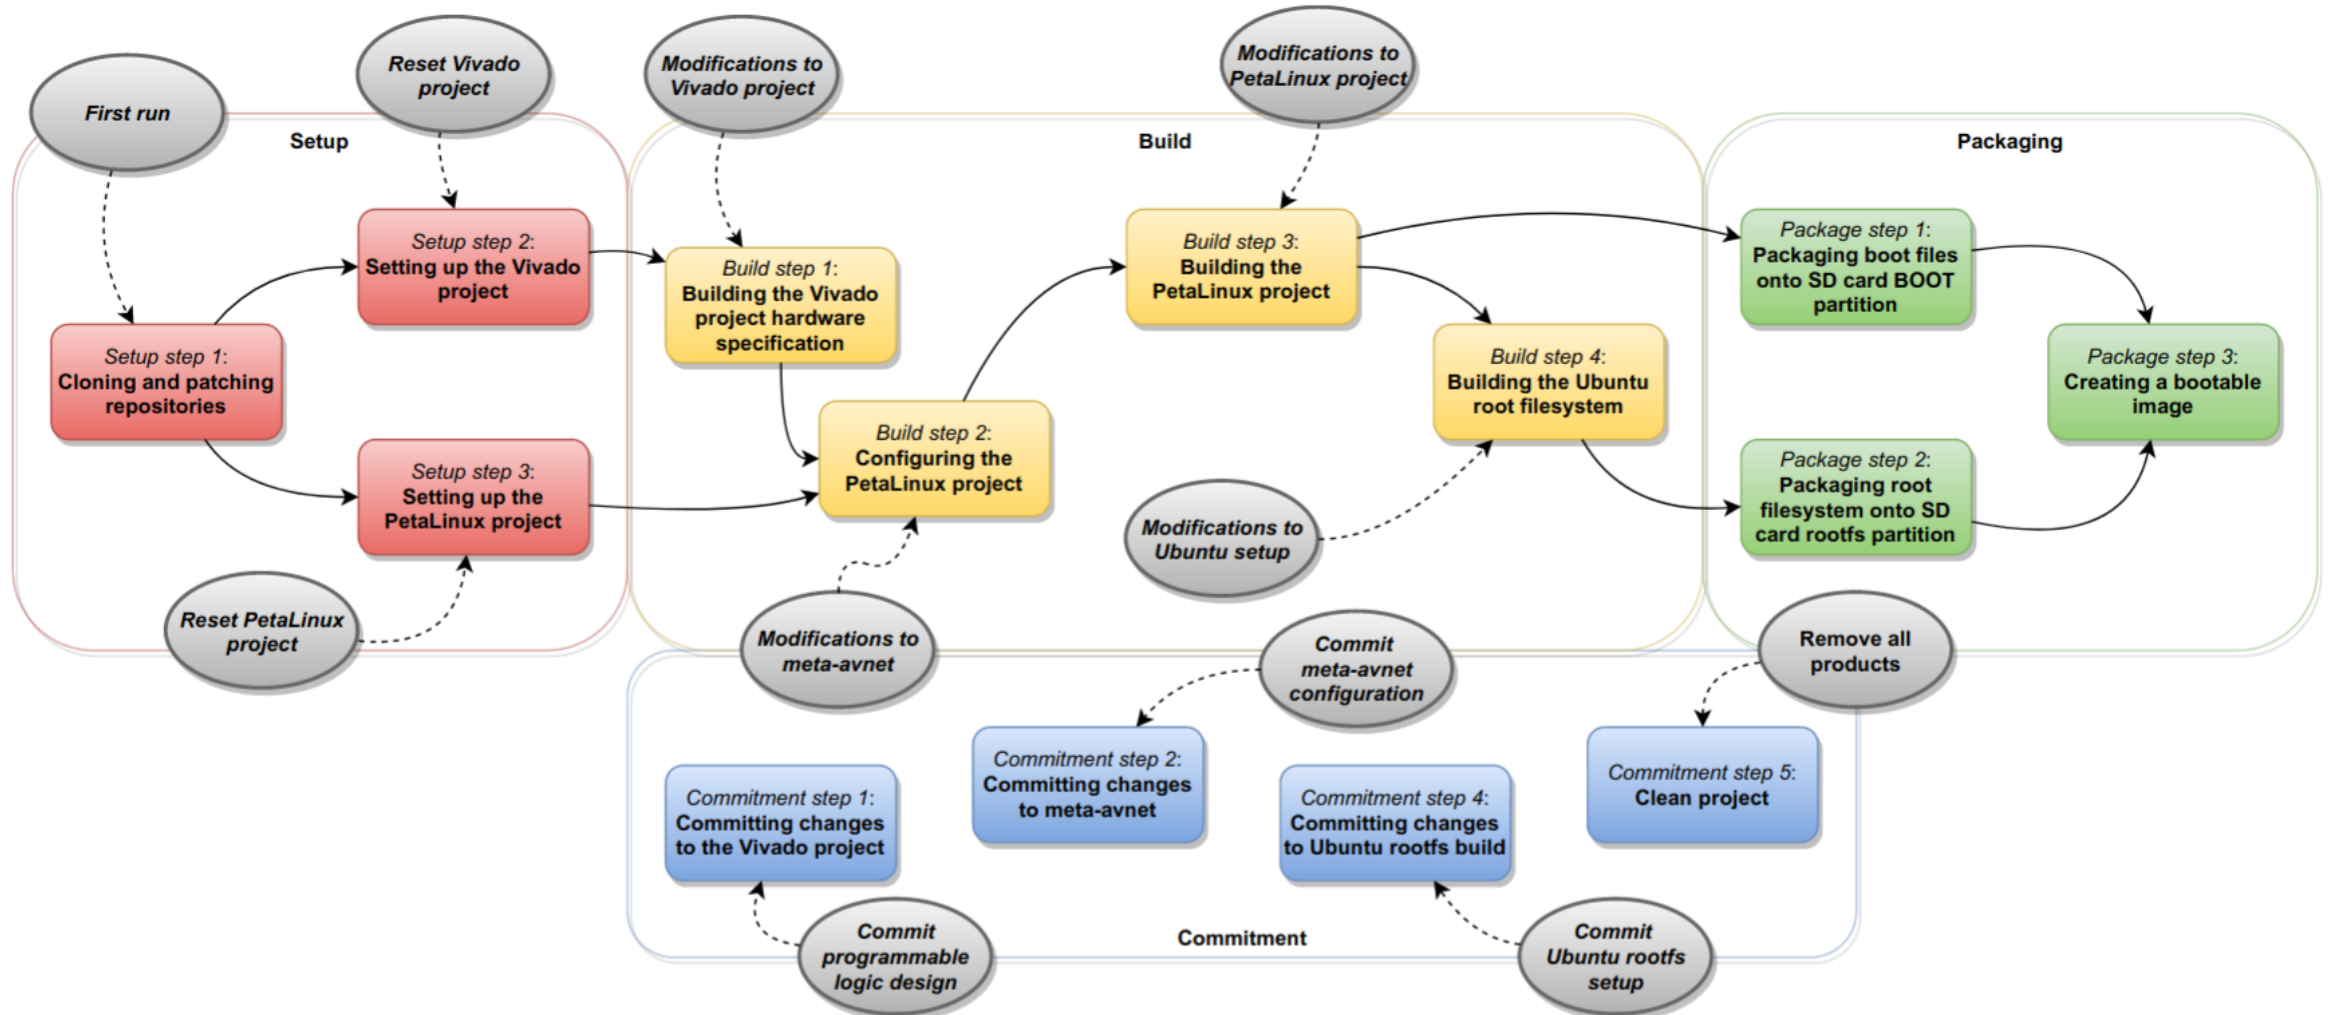 Reset Vivado
project
Modifications to
Vivado project
Modifications to
PetaLinux project
First run
Setup
Build
Packaging
Setup step 2:
Setting up the Vivado
project
Build step 1:
Building the Vivado
project hardware
specification
Build step 3:
Building the
PetaLinux project
Package step 1:
Packaging boot files
onto SD card BOOT
partition
Setup step 1:
Cloning and patching
repositories
Build step 4:
Building the Ubuntu
root filesystem
Package step 3:
Creating a bootable
image
Setup step 3:
Setting up the
PetaLinux project
Build step 2:
Configuring the
PetaLinux project
Modifications to
Ubuntu setup
Package step 2:
Packaging root
filesystem onto SD
card rootfs partition
Reset PetaLinux
project
Modifications to
meta-avnet
Commit
meta-avnet
configuration
Remove all
products
Commitment step 1:
Committing changes
to the Vivado project
Commitment step 2:
Committing changes
to meta-avnet
Commitment step 4:
Committing changes
to Ubuntu rootfs build
Commitment step 5:
Clean project
Commit
programmable
logic design
Commitment
Commit
Ubuntu rootfs
setup